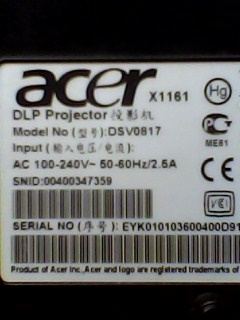 acer X1161
Hg
DLP Projector 投影机
Model No (型号): DSV0817
ME61
Input (输入电压/电流):
AC 100-240V~ 50-60Hz/2.5A
CE
SNID:00400347359
VCI
SERIAL NO (序号): EYK010103600400D91
Product of Acer Inc.,Acer and logo are registered trademarks of